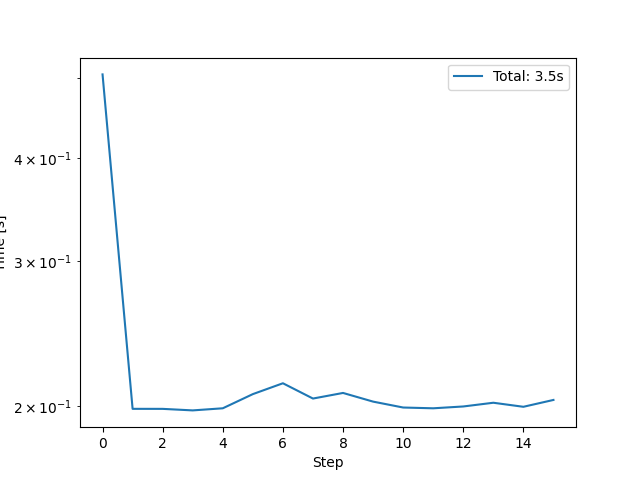 Total: 3.5s
4 × 10⁻¹
3 × 10⁻¹
2 × 10⁻¹
[s]
0 2 4 6 8 10 12 14
Step